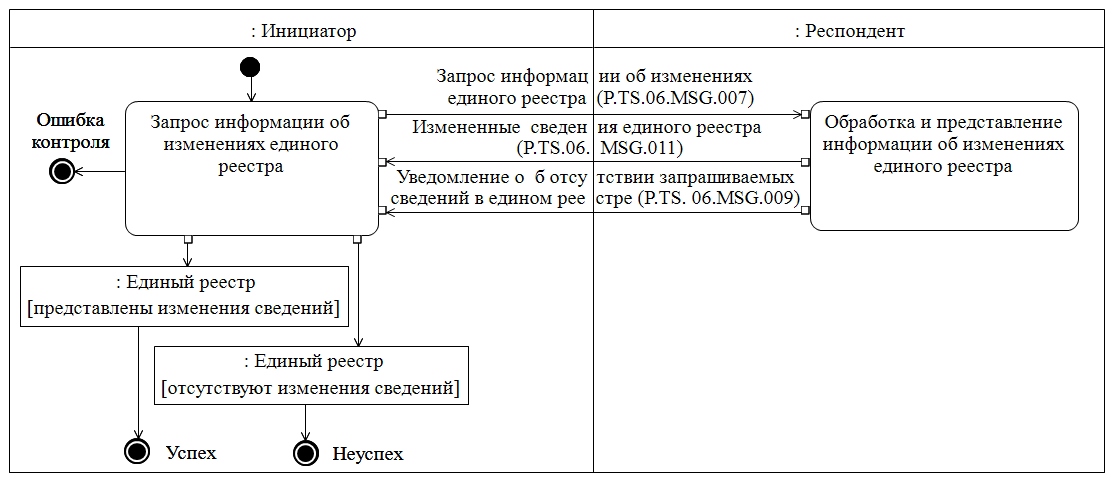 : Инициатор
: Респондент
Запрос информац ии об изменениях
единого реестра (P.TS.06.MSG.007)
Ошибка
контроля
Запрос информации об
изменениях единого
реестра
Измененные сведен ия единого реестра
(P.TS.06. MSG.011)
Обработка и представление
информации об изменениях
единого реестра
Уведомление о б отсу тствии запрашиваемых
сведений в едином рее стре (P.TS. 06.MSG.009)
: Единый реестр
[представлены изменения сведений]
: Единый реестр
[отсутствуют изменения сведений]
Успех
Неуспех